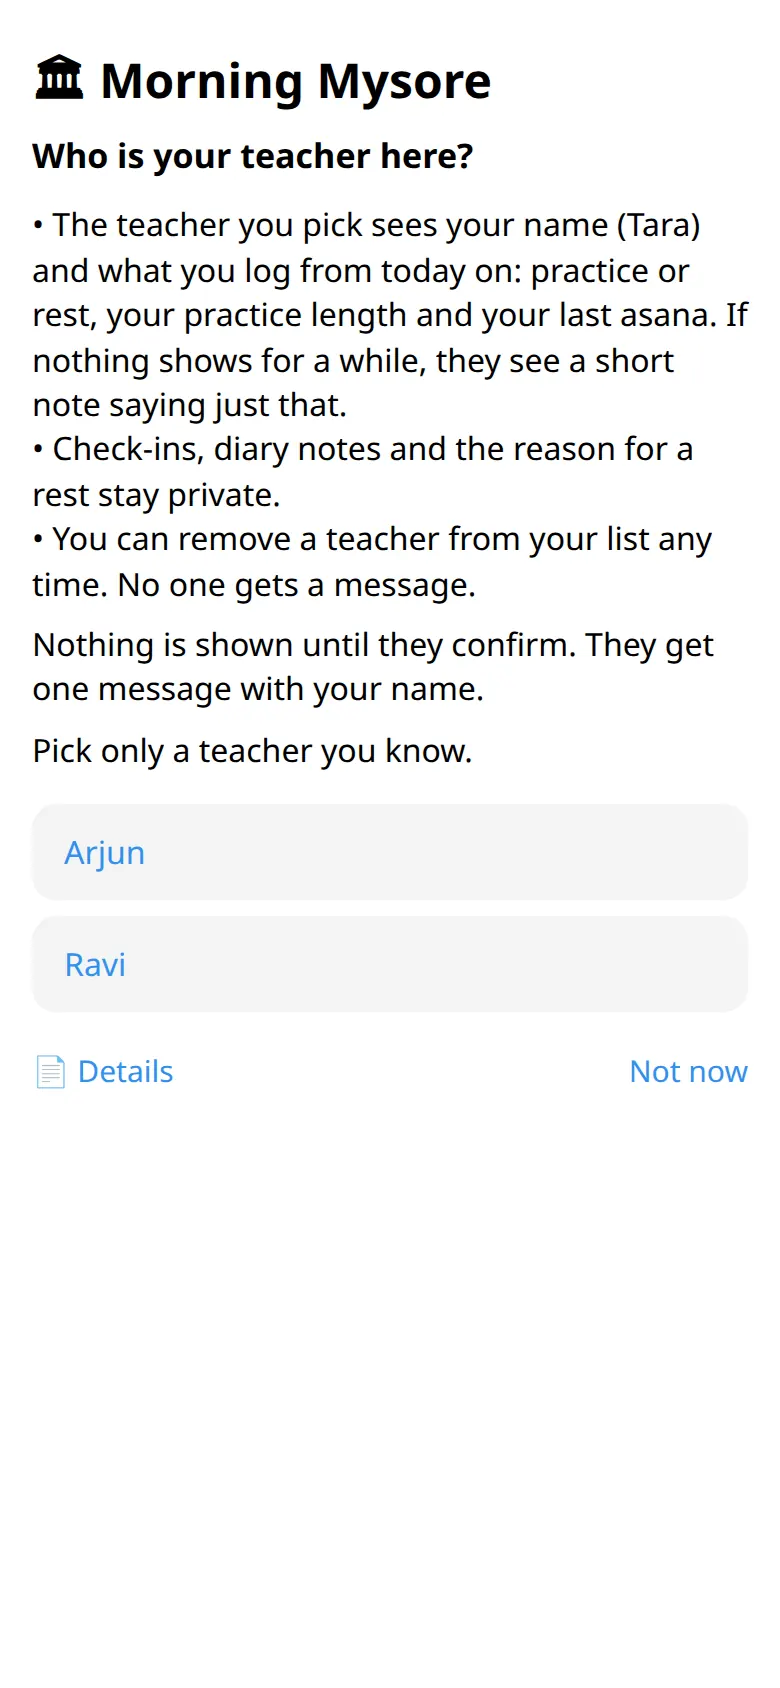 🏛 Morning Mysore
Who is your teacher here?
• The teacher you pick sees your name (Tara)
and what you log from today on: practice or
rest, your practice length and your last asana. If
nothing shows for a while, they see a short
note saying just that.
• Check-ins, diary notes and the reason for a
rest stay private.
• You can remove a teacher from your list any
time. No one gets a message.
Nothing is shown until they confirm. They get
one message with your name.
Pick only a teacher you know.
Arjun
Ravi
📄 Details
Not now